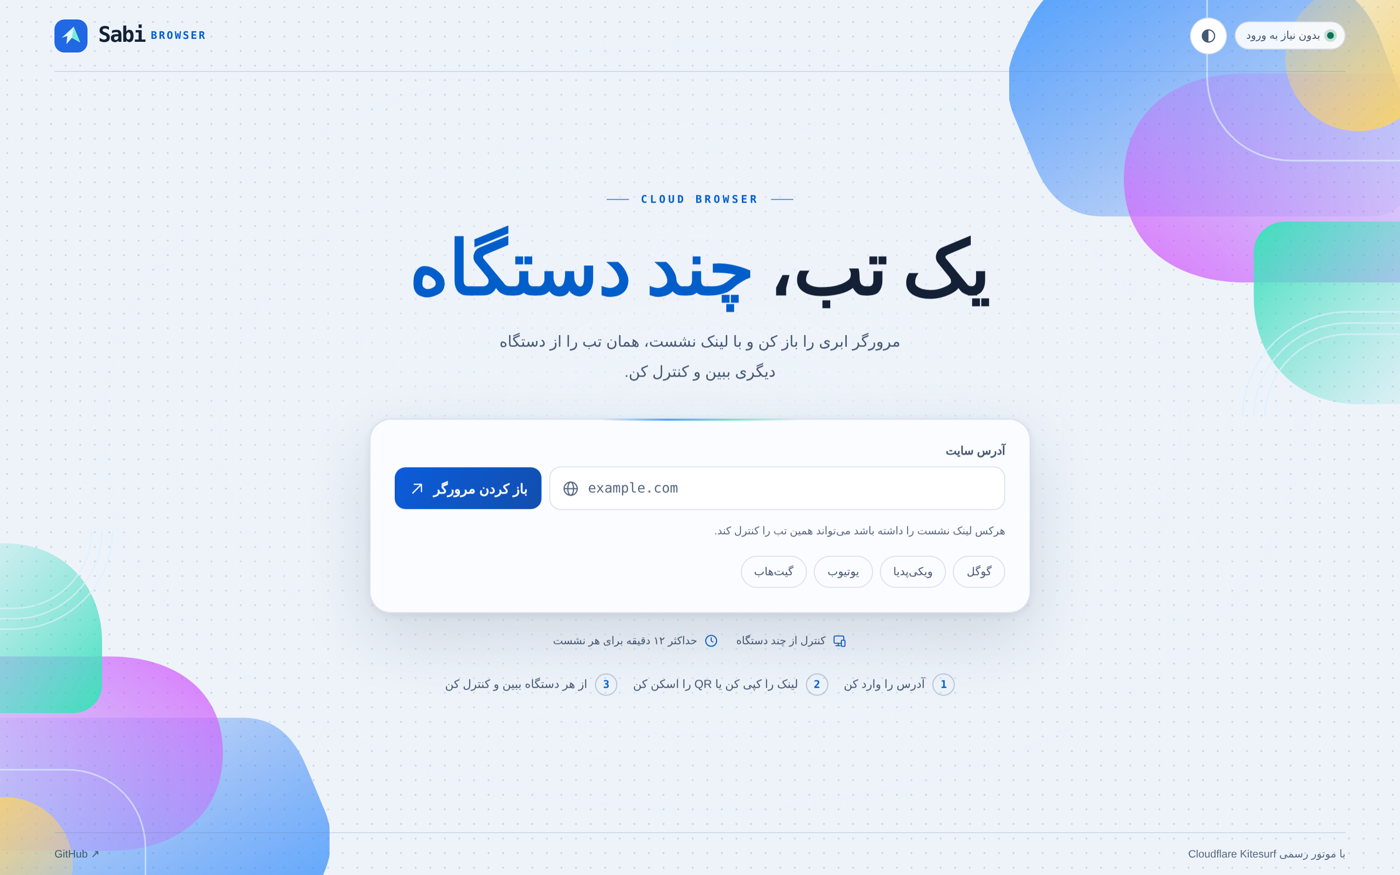 Sabi BROWSER
بدون نیاز به ورود
CLOUD BROWSER
یک تب، چند دستگاه
مرورگر ابری را باز کن و با لینک نشست، همان تب را از دستگاه
دیگری ببین و کنترل کن.
آدرس سایت
example.com
باز کردن مرورگر
هرکس لینک نشست را داشته باشد می‌تواند همین تب را کنترل کند.
گوگل
ویکی‌پدیا
یوتیوب
گیت‌هاب
کنترل از چند دستگاه
حداکثر ۱۲ دقیقه برای هر نشست
1 آدرس را وارد کن
2 لینک را کپی کن یا QR را اسکن کن
3 از هر دستگاه ببین و کنترل کن
با موتور رسمی Cloudflare Kitesurf
GitHub ↗